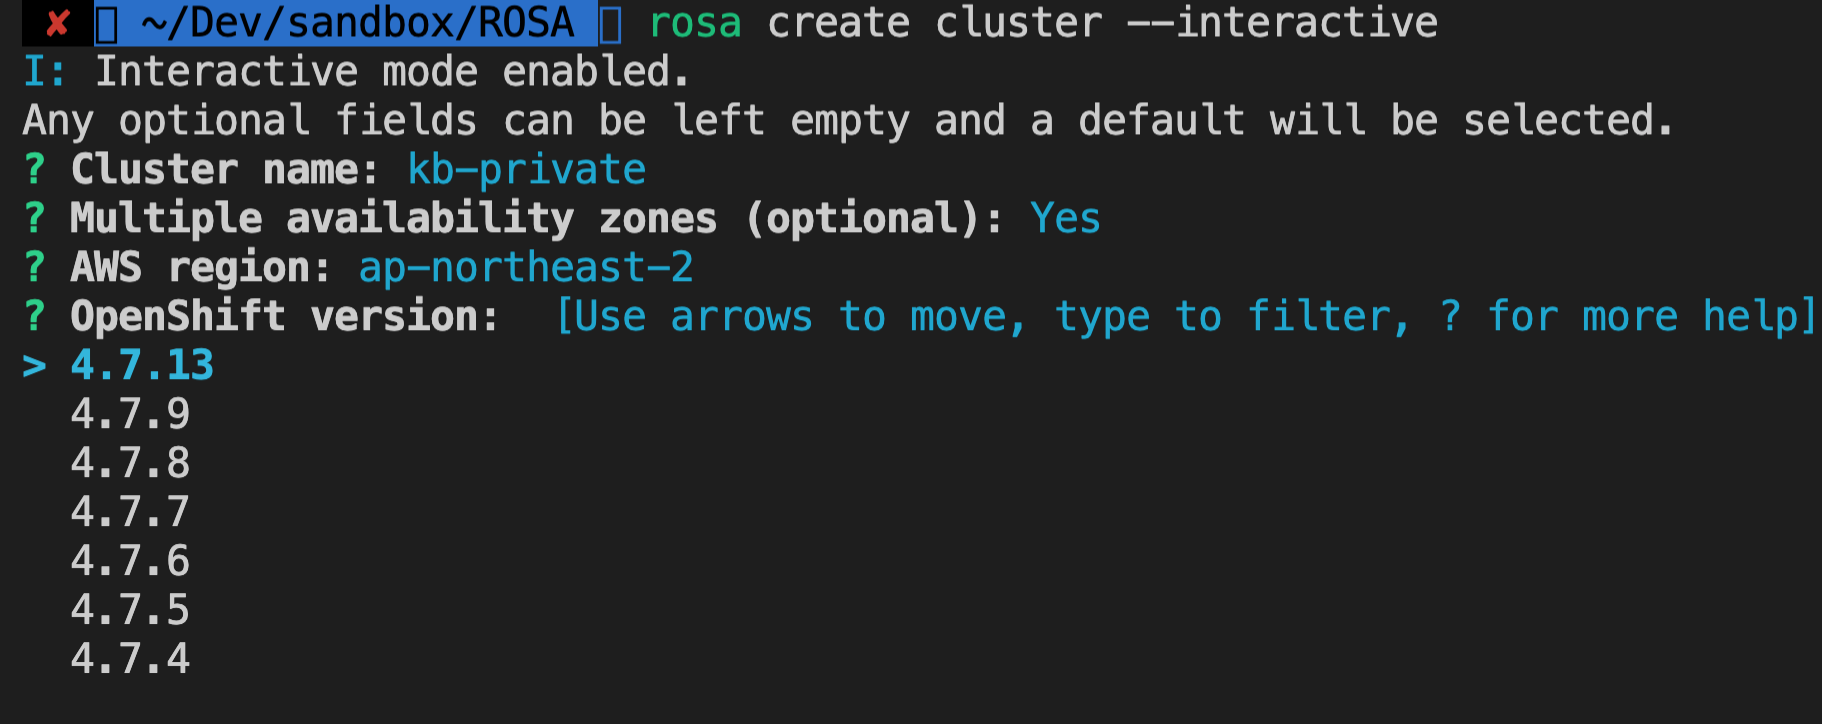 ✘ ~/Dev/sandbox/ROSA rosa create cluster --interactive
I: Interactive mode enabled.
Any optional fields can be left empty and a default will be selected.
? Cluster name: kb-private
? Multiple availability zones (optional): Yes
? AWS region: ap-northeast-2
? OpenShift version:  [Use arrows to move, type to filter, ? for more help]
> 4.7.13
4.7.9
4.7.8
4.7.7
4.7.6
4.7.5
4.7.4